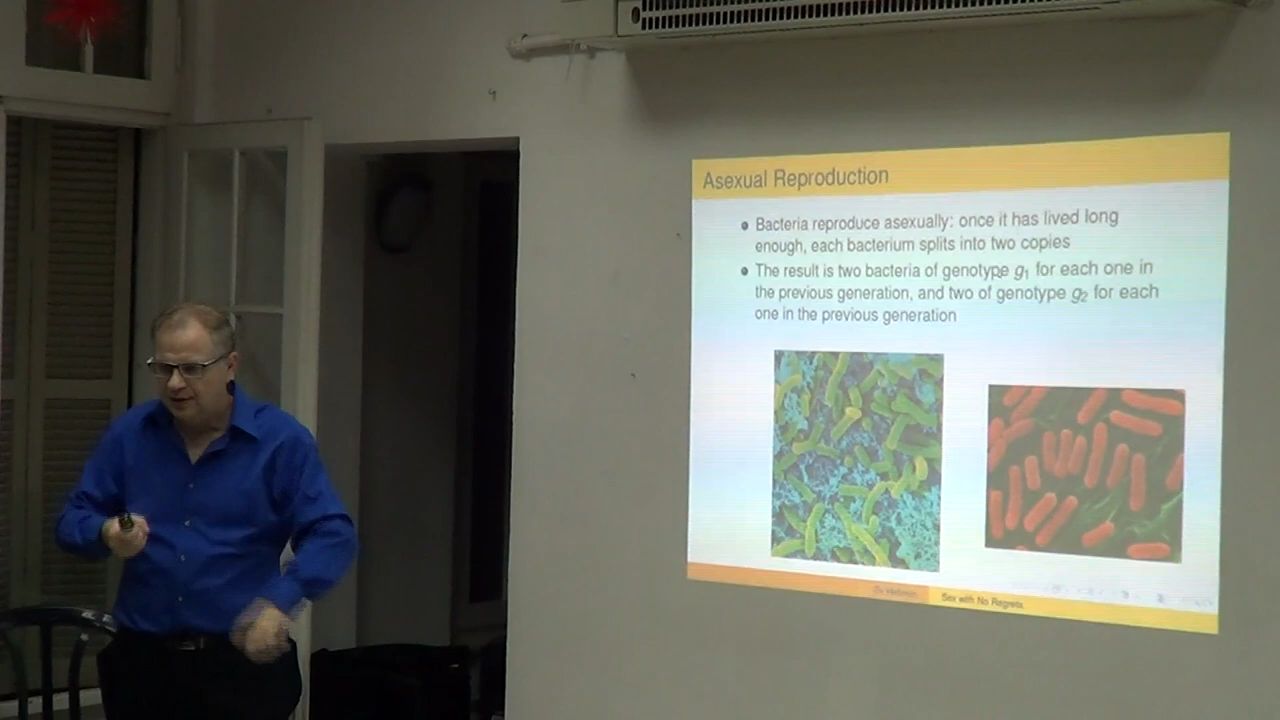 Asexual Reproduction
Bacteria reproduce asexually: once it has lived long
enough, each bacterium splits into two copies
The result is two bacteria of genotype g₁ for each one in
the previous generation, and two of genotype g₂ for each
one in the previous generation
Sex with No Regrets